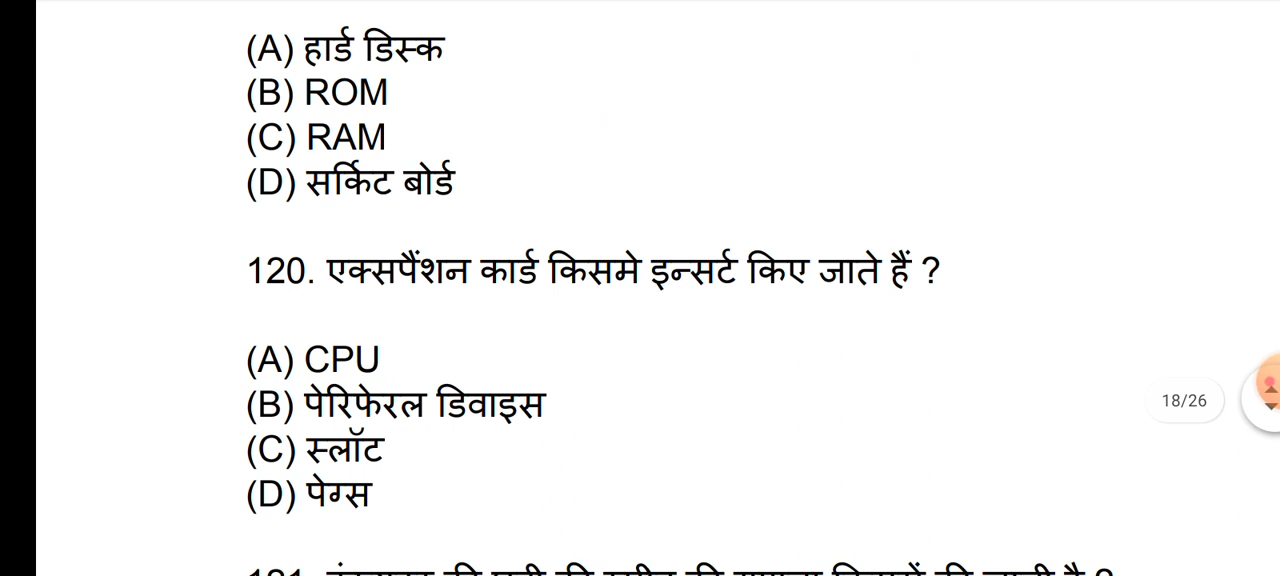 (A) हार्ड डिस्क
(B) ROM
(C) RAM
(D) सर्किट बोर्ड
120. एक्सपैंशन कार्ड किसमे इन्सर्ट किए जाते हैं ?
(A) CPU
(B) पेरिफेरल डिवाइस
18/26
(C) स्लॉट
(D) पेग्स